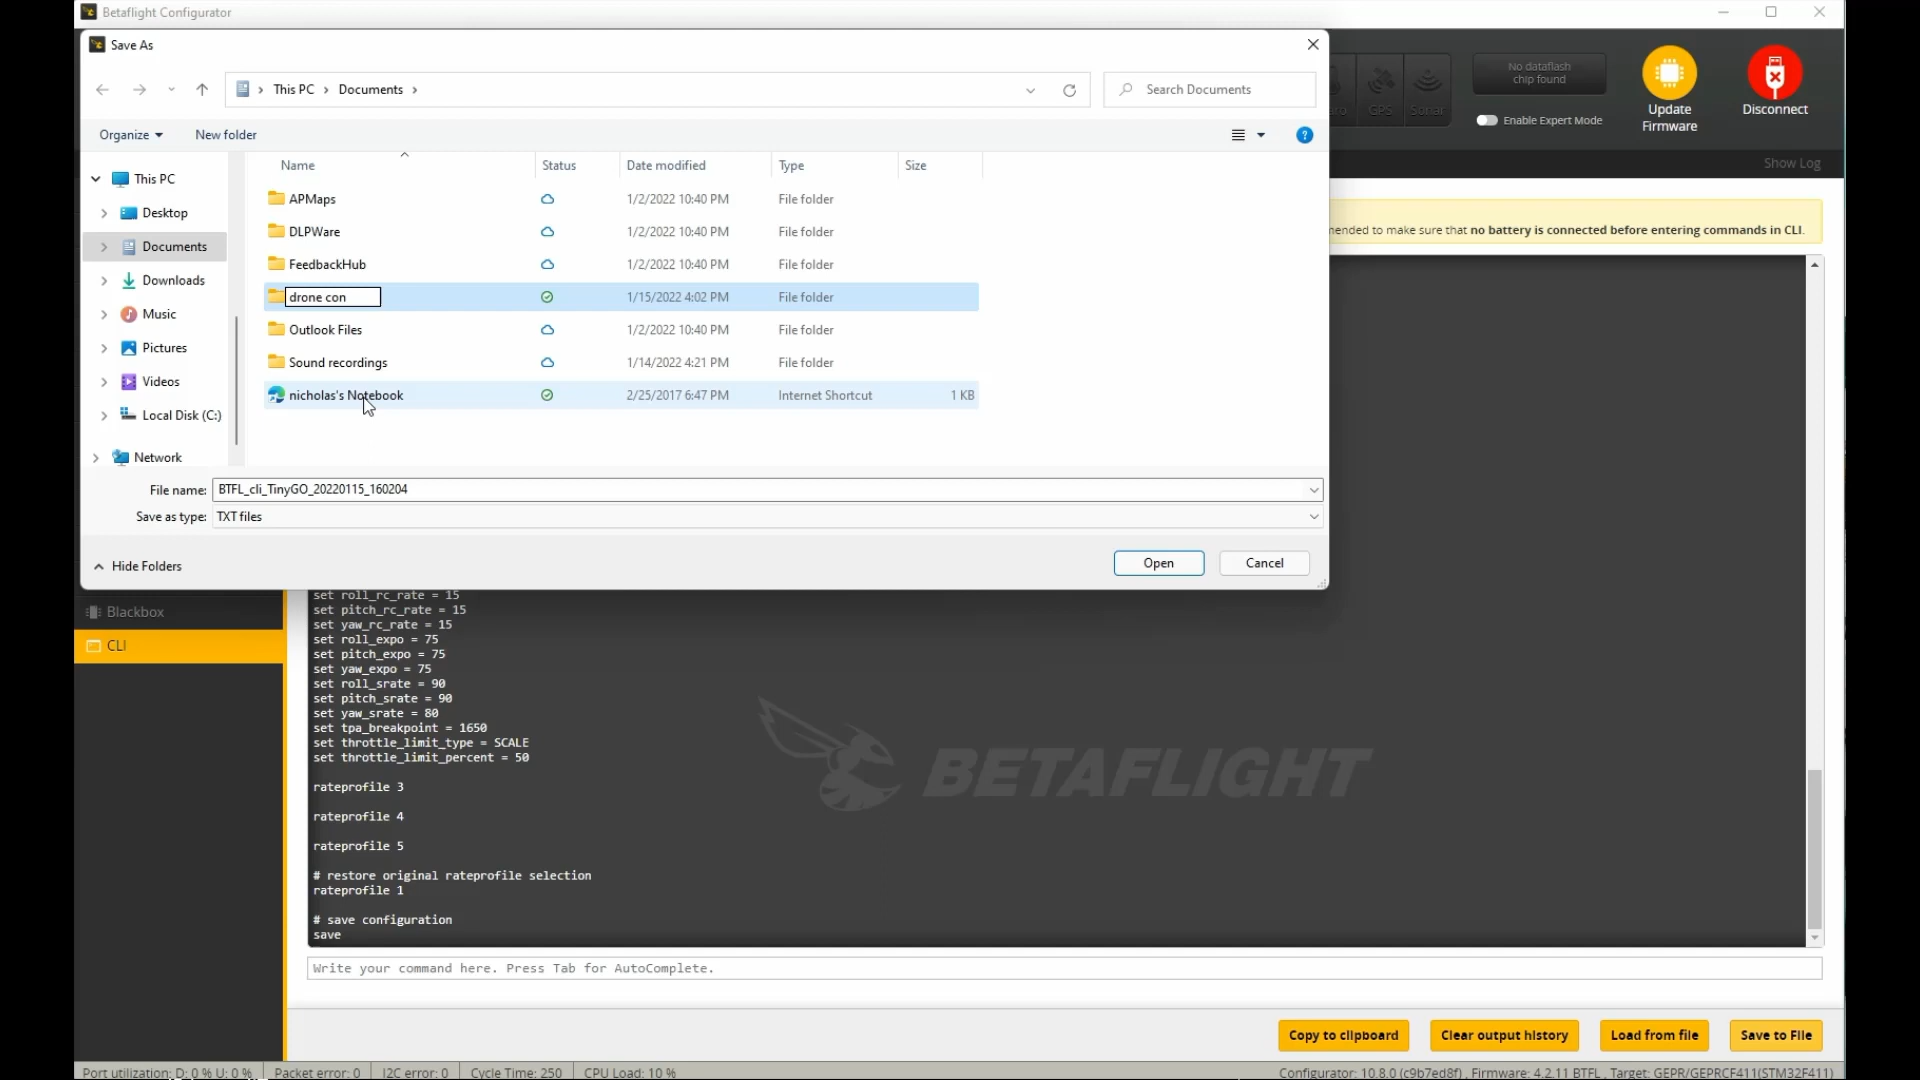 Betaflight Configurator
Save As
This PC
Documents
Search Documents
No dataflash
chip found
Update
Firmware
Disconnect
GPS
Sonar
Enable Expert Mode
Organize
New folder
Show Log
Name
Status
Date modified
Type
Size
This PC
Desktop
Documents
Downloads
Music
Pictures
Videos
Local Disk (C:)
Network
APMaps 1/2/2022 10:40 PM File folder
DLPWare 1/2/2022 10:40 PM File folder
FeedbackHub 1/2/2022 10:40 PM File folder
drone con 1/15/2022 4:02 PM File folder
Outlook Files 1/2/2022 10:40 PM File folder
Sound recordings 1/14/2022 4:21 PM File folder
nicholas's Notebook 2/25/2017 6:47 PM Internet Shortcut 1 KB
to make sure that no battery is connected before entering commands in CLI.
File name: BTFL_cli_TinyGO_20220115_160204
Save as type: TXT files
Hide Folders
Open
Cancel
Blackbox
CLI
set roll_rc_rate = 15
set pitch_rc_rate = 15
set yaw_rc_rate = 15
set roll_expo = 75
set pitch_expo = 75
set yaw_expo = 75
set roll_srate = 90
set pitch_srate = 90
set yaw_srate = 80
set tpa_breakpoint = 1650
set throttle_limit_type = SCALE
set throttle_limit_percent = 50
rateprofile 3
rateprofile 4
rateprofile 5
# restore original rateprofile selection
rateprofile 1
# save configuration
save
BETAFLIGHT
Write your command here. Press Tab for AutoComplete.
Copy to clipboard
Clear output history
Load from file
Save to File
Port utilization: D: 0 % U: 0 %
Packet error: 0
I2C error: 0
Cycle Time: 250
CPU Load: 10 %
Configurator: 10.8.0 (c9b7ed8f) , Firmware: 4.2.11 BTFL , Target: GEPR/GEPRCF411(STM32F411)